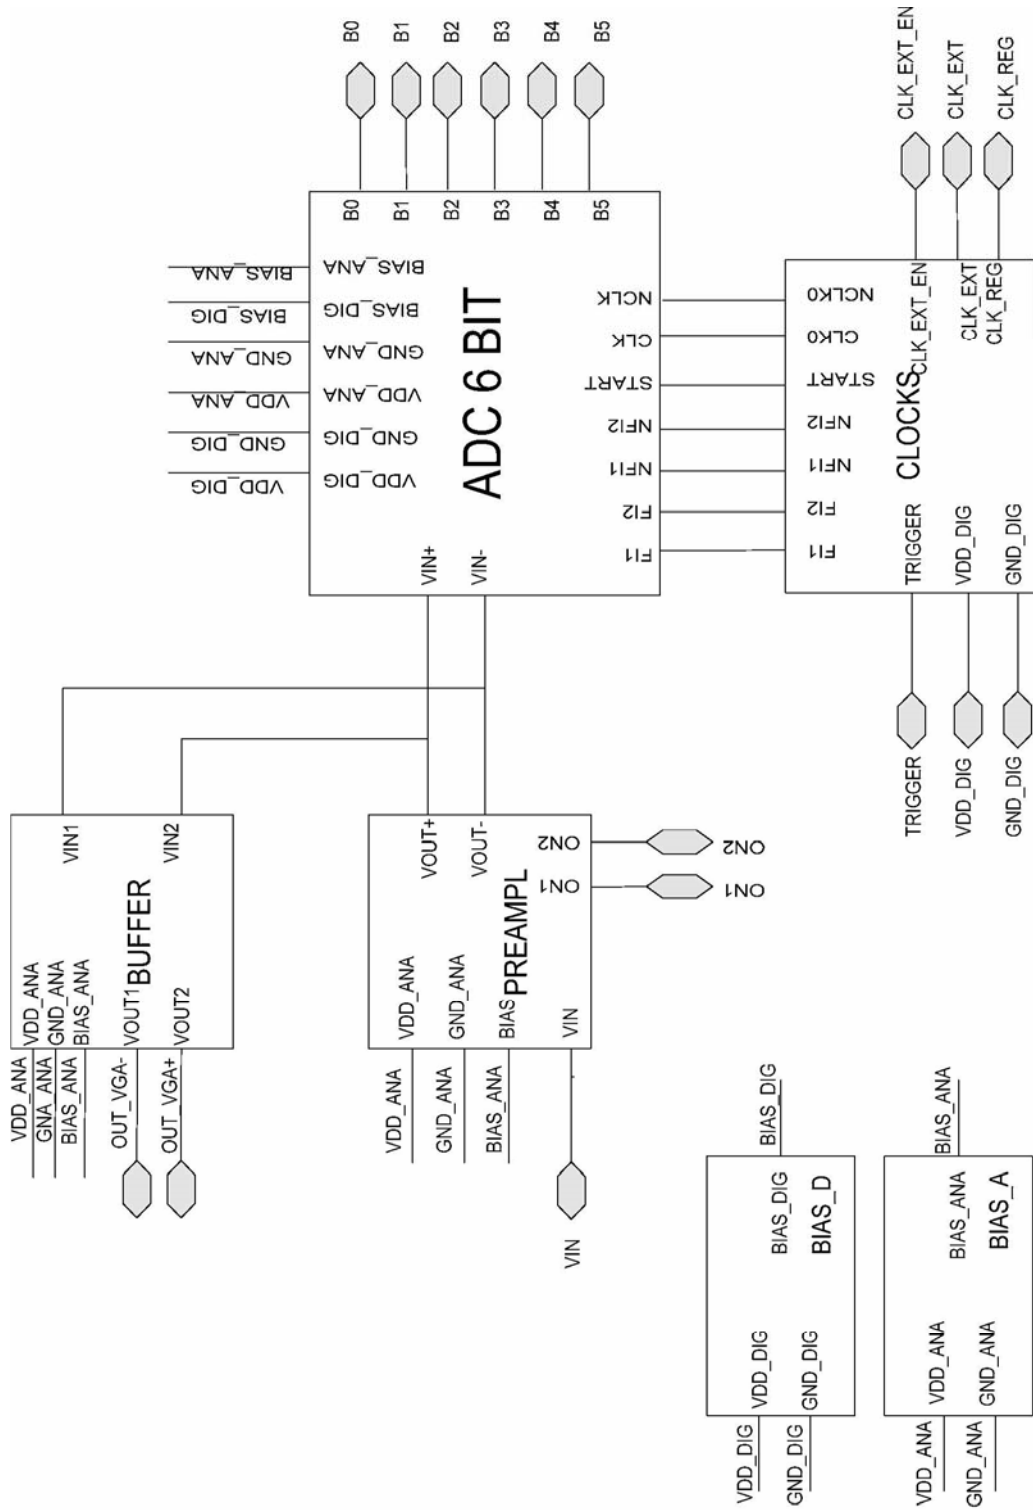 B0
B1
B2
B3
B4
B5
B0
B1
B2
B3
B4
B5
BIAS_ANA
BIAS_DIG
GND_ANA
VDD_ANA
GND_DIG
VDD_DIG
BIAS_ANA
BIAS_DIG
GND_ANA
VDD_ANA
GND_DIG
VDD_DIG
ADC 6 BIT
VIN+
VIN-
NCLK
CLK
START
NFI2
NFI1
FI2
FI1
NCLK0
CLK0
START
NFI2
NFI1
FI2
FI1
CLOCKS
CLK_EXT_EN
CLK_EXT
CLK_REG
CLK_EXT_EN
CLK_EXT
CLK_REG
TRIGGER
VDD_DIG
GND_DIG
TRIGGER
VDD_DIG
GND_DIG
VIN1
VIN2
BUFFER
VDD_ANA
GND_ANA
BIAS_ANA
VOUT1
VOUT2
VDD_ANA
GNA_ANA
BIAS_ANA
OUT_VGA-
OUT_VGA+
VOUT+
VOUT-
ON2
ON1
ON2
ON1
PREAMPL
VDD_ANA
GND_ANA
BIAS
VIN
VDD_ANA
GND_ANA
BIAS_ANA
VIN
BIAS_DIG
BIAS_DIG
BIAS_D
VDD_DIG
GND_DIG
VDD_DIG
GND_DIG
BIAS_ANA
BIAS_ANA
BIAS_A
VDD_ANA
GND_ANA
VDD_ANA
GND_ANA